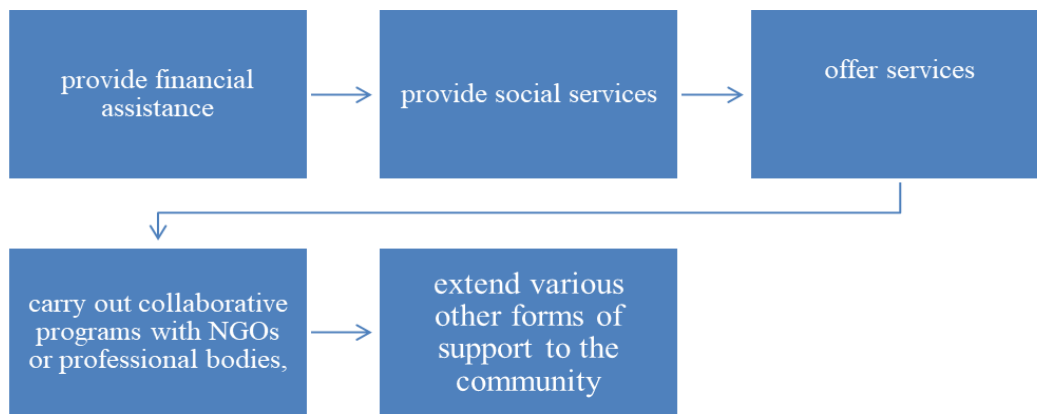 provide financial
assistance
provide social services
offer services
carry out collaborative
programs with NGOs
or professional bodies,
extend various
other forms of
support to the
community